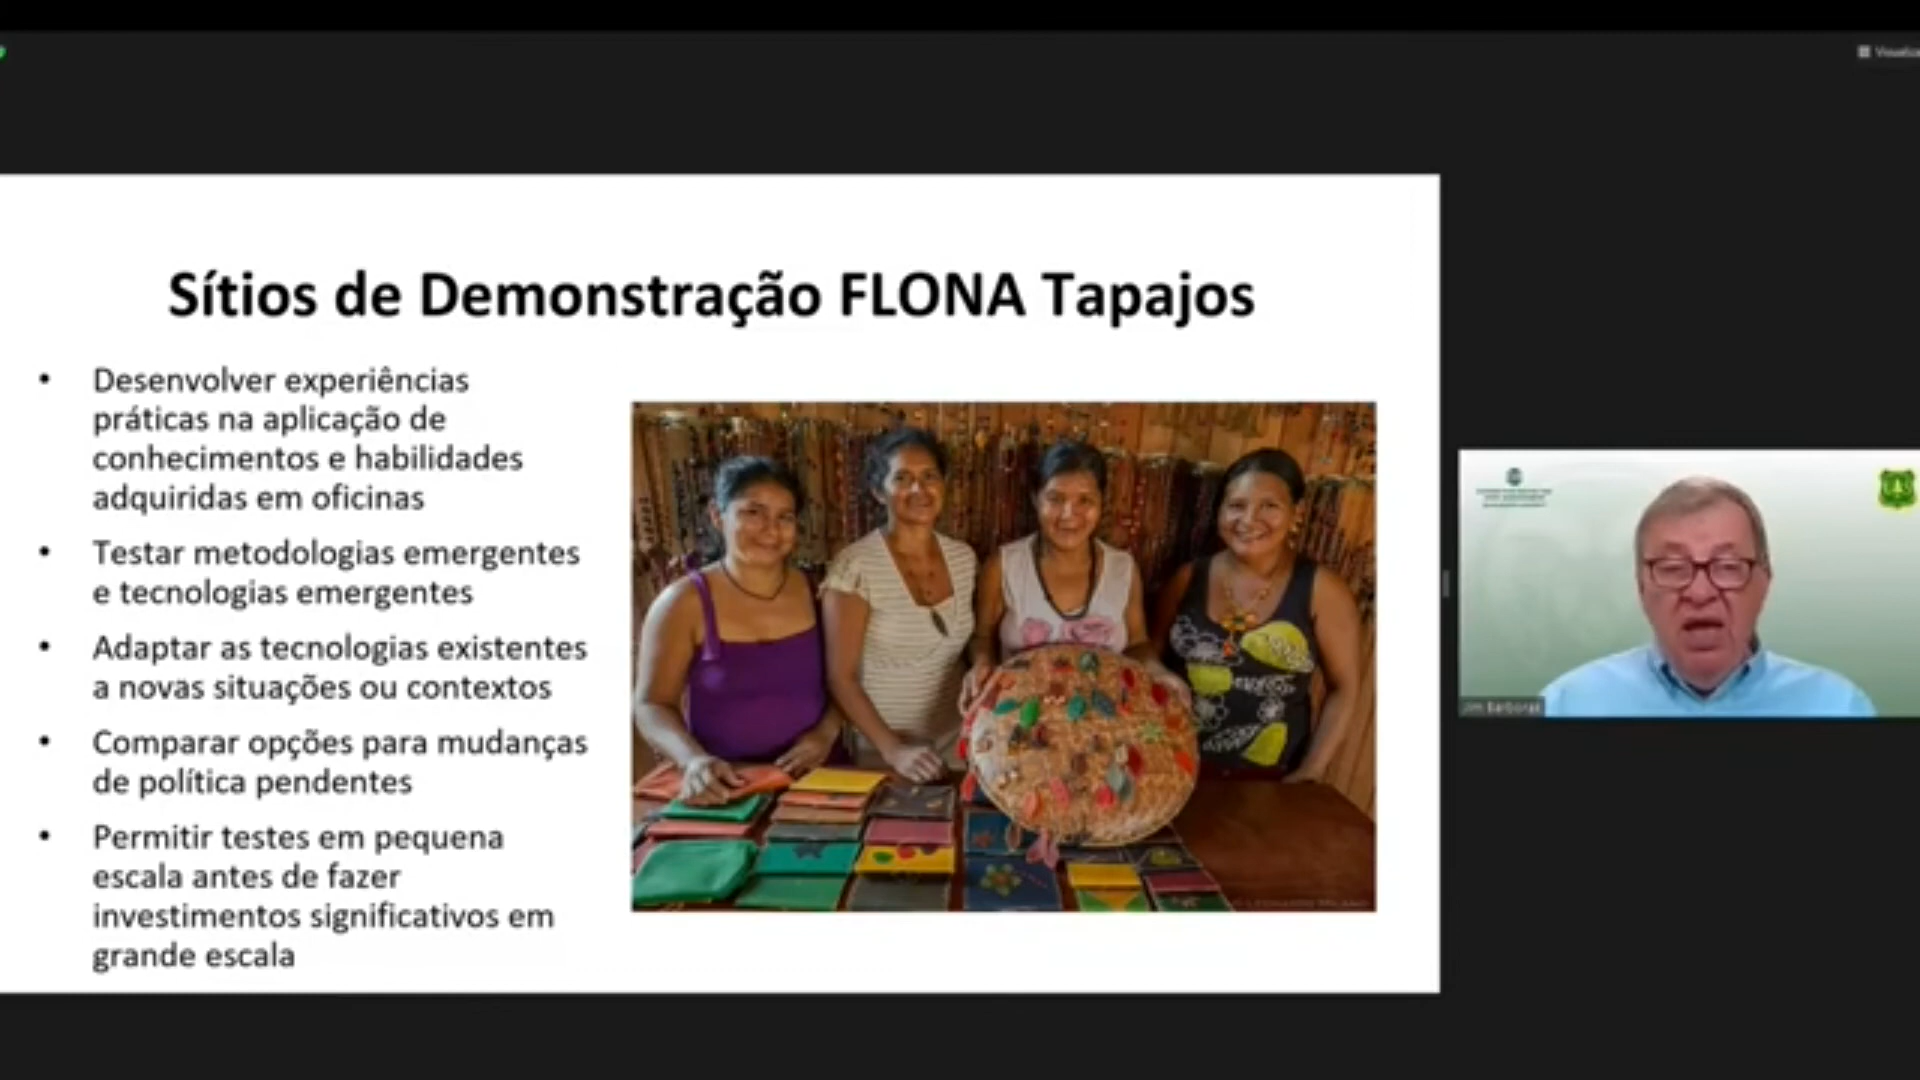 Sítios de Demonstração FLONA Tapajos
• Desenvolver experiências
práticas na aplicação de
conhecimentos e habilidades
adquiridas em oficinas
• Testar metodologias emergentes
e tecnologias emergentes
• Adaptar as tecnologias existentes
a novas situações ou contextos
• Comparar opções para mudanças
de política pendentes
• Permitir testes em pequena
escala antes de fazer
investimentos significativos em
grande escala
Jim Barborak